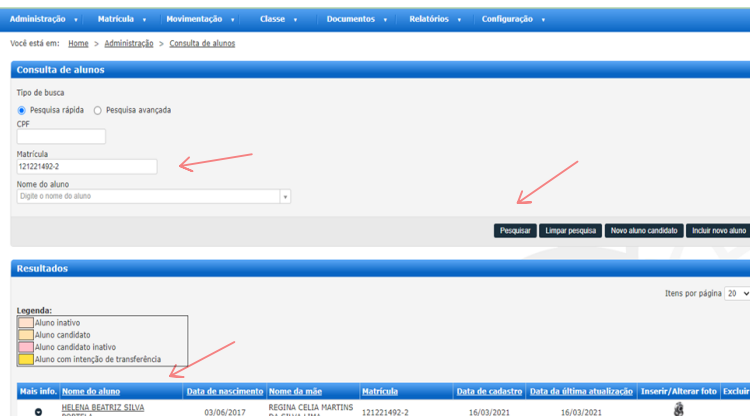 Administração Matrícula Movimentação Classe Documentos Relatórios Configuração
Você está em: Home > Administração > Consulta de alunos
Consulta de alunos
Tipo de busca
Pesquisa rápida Pesquisa avançada
CPF
Matrícula
121221492-2
Nome do aluno
Digite o nome do aluno
Pesquisar Limpar pesquisa Novo aluno candidato Incluir novo aluno
Resultados
Itens por página 20
Legenda:
Aluno inativo
Aluno candidato
Aluno candidato inativo
Aluno com intenção de transferência
Mais info. Nome do aluno Data de nascimento Nome da mãe Matrícula Data de cadastro Data da última atualização Inserir/Alterar foto Excluir
HELENA BEATRIZ SILVA 03/06/2017 REGINA CELIA MARTINS 121221492-2 16/03/2021 16/03/2021
PORTELA DA SILVA LIMA